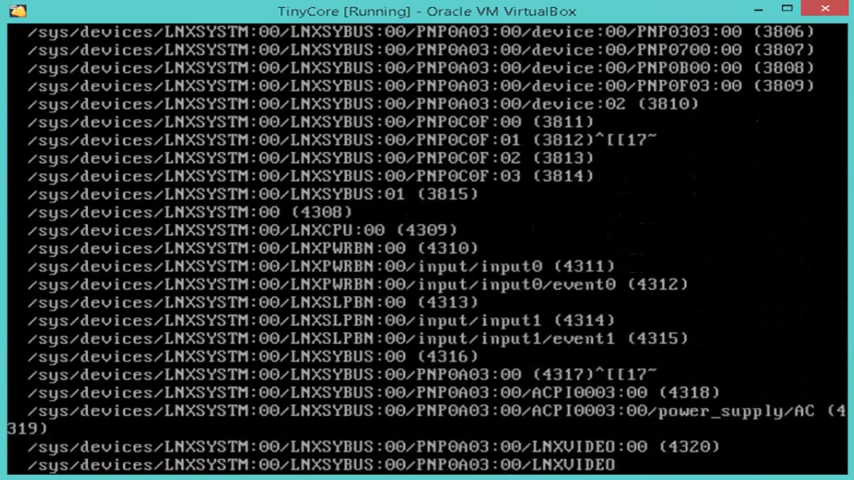 TinyCore [Running] - Oracle VM VirtualBox
/sys/devices/LNXSYSTM:00/LNXSYBUS:00/PNP0A03:00/device:00/PNP0303:00 (3806)
/sys/devices/LNXSYSTM:00/LNXSYBUS:00/PNP0A03:00/device:00/PNP0700:00 (3807)
/sys/devices/LNXSYSTM:00/LNXSYBUS:00/PNP0A03:00/device:00/PNP0B00:00 (3808)
/sys/devices/LNXSYSTM:00/LNXSYBUS:00/PNP0A03:00/device:00/PNP0F03:00 (3809)
/sys/devices/LNXSYSTM:00/LNXSYBUS:00/PNP0A03:00/device:02 (3810)
/sys/devices/LNXSYSTM:00/LNXSYBUS:00/PNP0C0F:00 (3811)
/sys/devices/LNXSYSTM:00/LNXSYBUS:00/PNP0C0F:01 (3812)^[[17~
/sys/devices/LNXSYSTM:00/LNXSYBUS:00/PNP0C0F:02 (3813)
/sys/devices/LNXSYSTM:00/LNXSYBUS:00/PNP0C0F:03 (3814)
/sys/devices/LNXSYSTM:00/LNXSYBUS:01 (3815)
/sys/devices/LNXSYSTM:00 (4308)
/sys/devices/LNXSYSTM:00/LNXCPU:00 (4309)
/sys/devices/LNXSYSTM:00/LNXPWRBN:00 (4310)
/sys/devices/LNXSYSTM:00/LNXPWRBN:00/input/input0 (4311)
/sys/devices/LNXSYSTM:00/LNXPWRBN:00/input/input0/event0 (4312)
/sys/devices/LNXSYSTM:00/LNXSLPBN:00 (4313)
/sys/devices/LNXSYSTM:00/LNXSLPBN:00/input/input1 (4314)
/sys/devices/LNXSYSTM:00/LNXSLPBN:00/input/input1/event1 (4315)
/sys/devices/LNXSYSTM:00/LNXSYBUS:00 (4316)
/sys/devices/LNXSYSTM:00/LNXSYBUS:00/PNP0A03:00 (4317)^[[17~
/sys/devices/LNXSYSTM:00/LNXSYBUS:00/PNP0A03:00/ACPI0003:00 (4318)
/sys/devices/LNXSYSTM:00/LNXSYBUS:00/PNP0A03:00/ACPI0003:00/power_supply/AC (4
319)
/sys/devices/LNXSYSTM:00/LNXSYBUS:00/PNP0A03:00/LNXVIDEO:00 (4320)
/sys/devices/LNXSYSTM:00/LNXSYBUS:00/PNP0A03:00/LNXVIDEO